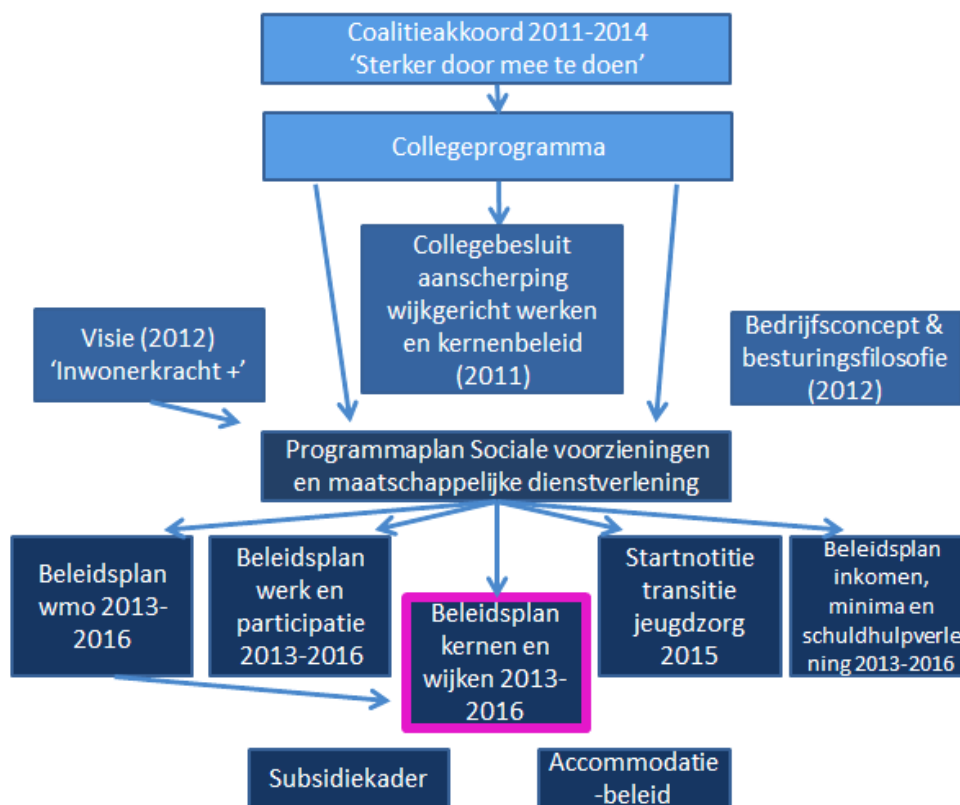 Coalitieakkoord 2011-2014
‘Sterker door mee te doen’
Collegeprogramma
Collegebesluit
aanscherping
wijkgericht werken
en kernenbeleid
(2011)
Visie (2012)
‘Inwonerkracht +’
Bedrijfsconcept &
besturingsfilosofie
(2012)
Programmaplan Sociale voorzieningen
en maatschappelijke dienstverlening
Beleidsplan
wmo 2013-
2016
Beleidsplan
werk en
participatie
2013-2016
Beleidsplan
kernen en
wijken 2013-
2016
Startnotitie
transitie
jeugdzorg
2015
Beleidsplan
inkomen,
minima en
schuldhulpverle
ning 2013-2016
Subsidiekader
Accommodatie
-beleid